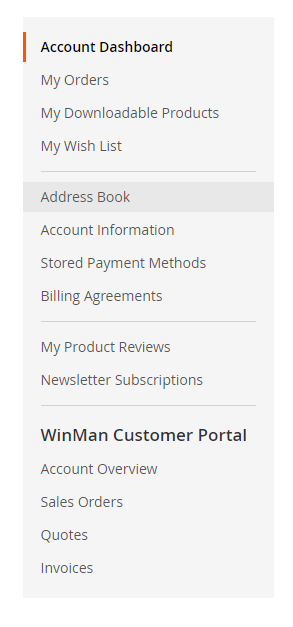 Account Dashboard
My Orders
My Downloadable Products
My Wish List
Address Book
Account Information
Stored Payment Methods
Billing Agreements
My Product Reviews
Newsletter Subscriptions
WinMan Customer Portal
Account Overview
Sales Orders
Quotes
Invoices